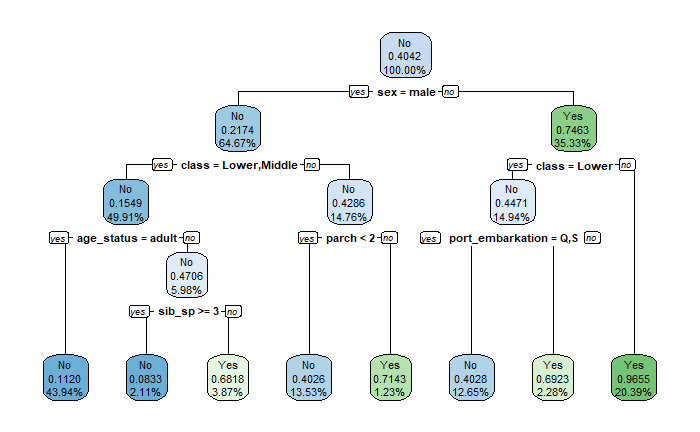 No
0.4042
100.00%
yes sex = male no
No
0.2174
64.67%
Yes
0.7463
35.33%
yes class = Lower,Middle no
yes class = Lower no
No
0.1549
49.91%
No
0.4286
14.76%
No
0.4471
14.94%
yes age_status = adult no
yes parch < 2 no
yes port_embarkation = Q,S no
No
0.4706
5.98%
yes sib_sp >= 3 no
No
0.1120
43.94%
No
0.0833
2.11%
Yes
0.6818
3.87%
No
0.4026
13.53%
Yes
0.7143
1.23%
No
0.4028
12.65%
Yes
0.6923
2.28%
Yes
0.9655
20.39%